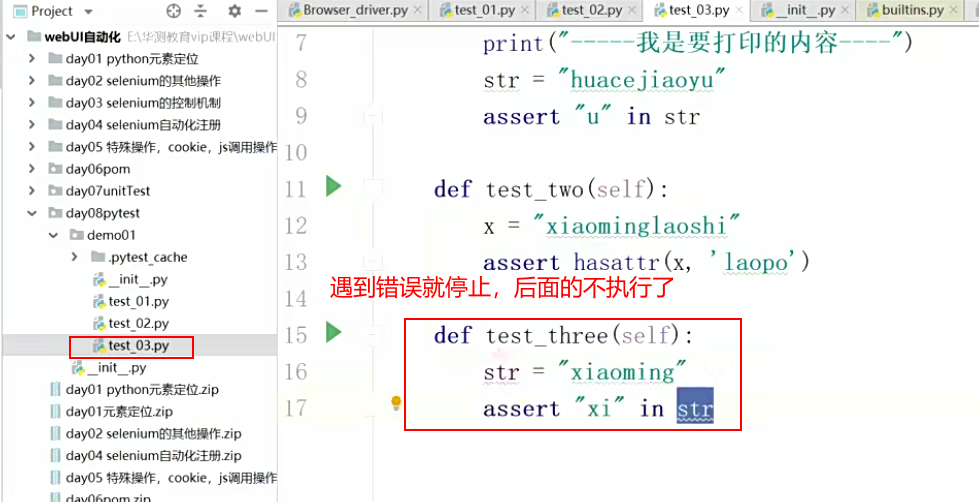 Project
webUI自动化 E:\华测教育vip课程\webUI
day01 python元素定位
day02 selenium的其他操作
day03 selenium的控制机制
day04 selenium自动化注册
day05 特殊操作，cookie，js调用操作
day06pom
day07unitTest
day08pytest
demo01
.pytest_cache
__init__.py
test_01.py
test_02.py
test_03.py
__init__.py
day01 python元素定位.zip
day01元素定位.zip
day02 selenium的其他操作.zip
day04 selenium自动化注册.zip
day05 特殊操作，cookie，js调用操作
day06pom.zip
Browser_driver.py test_01.py test_02.py test_03.py __init__.py builtins.py
7 print("-----我是要打印的内容----")
8 str = "huacejiaoyu"
9 assert "u" in str
10
11 def test_two(self):
12 x = "xiaominglaoshi"
13 assert hasattr(x, 'laopo')
遇到错误就停止，后面的不执行了
14
15 def test_three(self):
16 str = "xiaoming"
17 assert "xi" in str